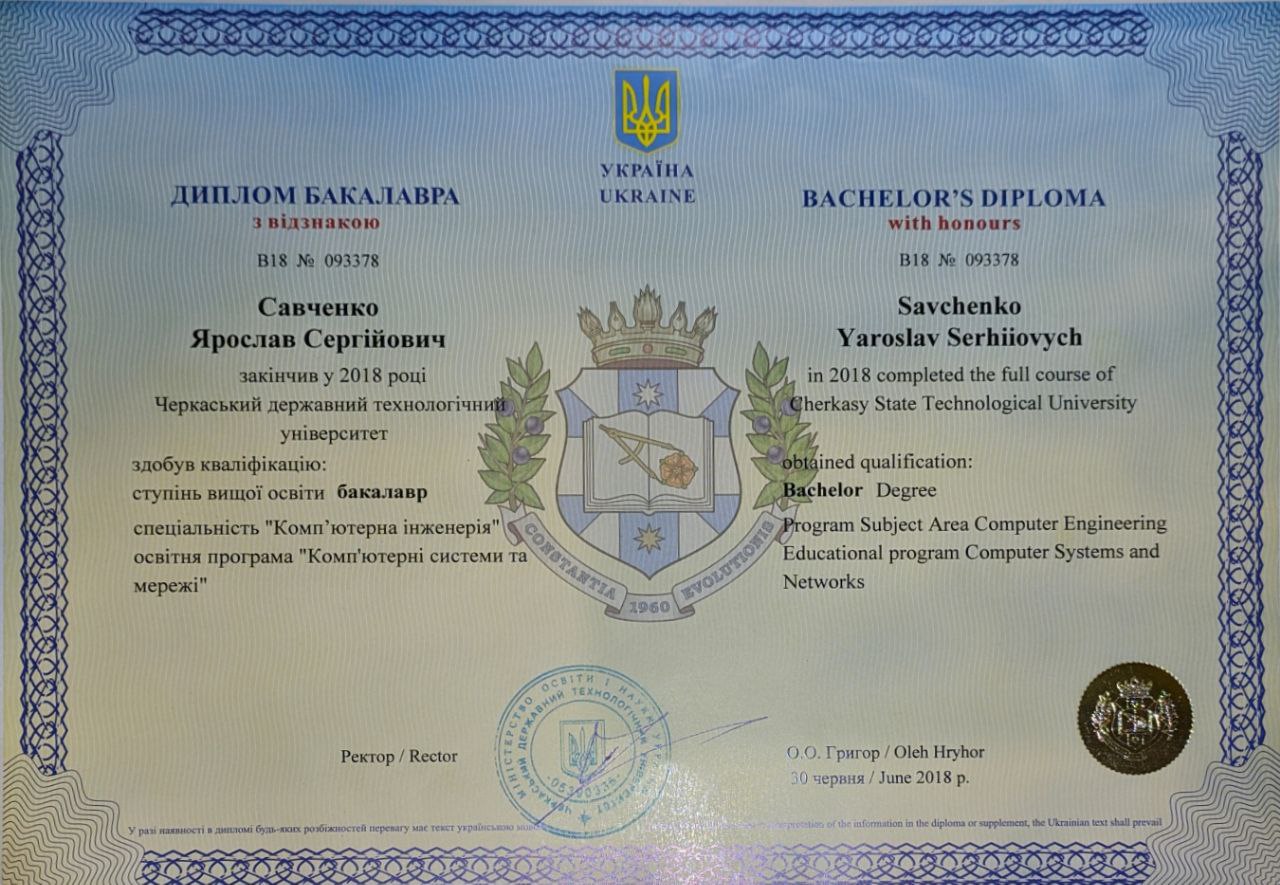 УКРАЇНА
UKRAINE
ДИПЛОМ БАКАЛАВРА
з відзнакою
В18 № 093378
Савченко
Ярослав Сергійович
закінчив у 2018 році
Черкаський державний технологічний
університет
здобув кваліфікацію:
ступінь вищої освіти бакалавр
спеціальність "Комп’ютерна інженерія"
освітня програма "Комп'ютерні системи та
мережі"
BACHELOR’S DIPLOMA
with honours
B18 № 093378
Savchenko
Yaroslav Serhiiovych
in 2018 completed the full course of
Cherkasy State Technological University
obtained qualification:
Bachelor Degree
Program Subject Area Computer Engineering
Educational program Computer Systems and
Networks
CONSTANTIA
1960
EVOLUTIONIS
Ректор / Rector
МІНІСТЕРСТВО ОСВІТИ І НАУКИ
ЧЕРКАСЬКИЙ ДЕРЖАВНИЙ ТЕХНОЛОГІЧНИЙ УНІВЕРСИТЕТ
О.О. Григор / Oleh Hryhor
30 червня / June 2018 р.
У разі наявності в дипломі будь-яких розбіжностей перевагу має текст українською
of the information in the diploma or supplement, the Ukrainian text shall prevail